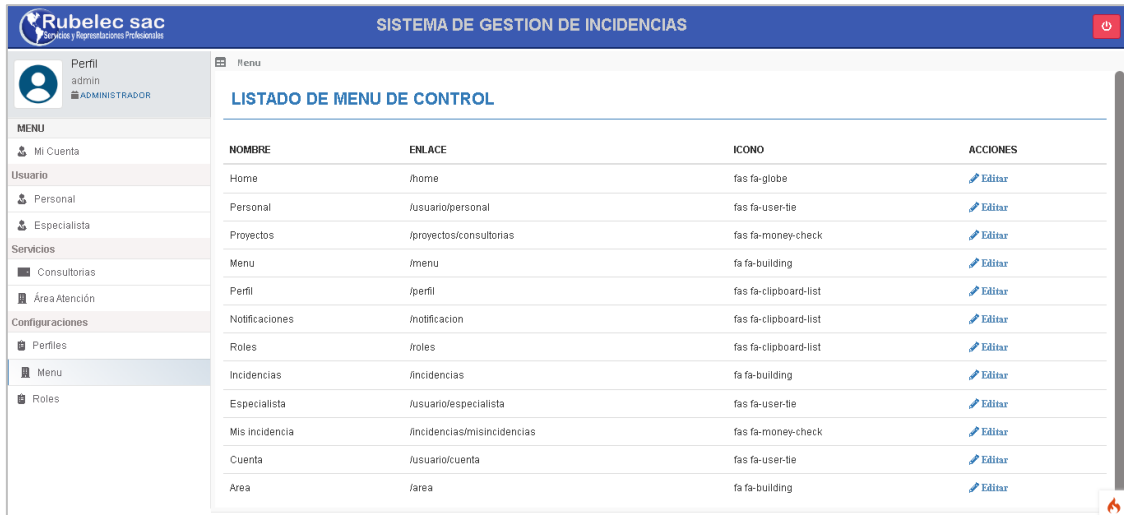 Rubelec sac
Servicios y Representaciones Profesionales
SISTEMA DE GESTION DE INCIDENCIAS
Perfil
admin
ADMINISTRADOR
MENU
Mi Cuenta
Usuario
Personal
Especialista
Servicios
Consultorias
Área Atención
Configuraciones
Perfiles
Menu
Roles
Menu
LISTADO DE MENU DE CONTROL
NOMBRE ENLACE ICONO ACCIONES
Home /home fas fa-globe Editar
Personal /usuario/personal fas fa-user-tie Editar
Proyectos /proyectos/consultorias fas fa-money-check Editar
Menu /menu fa fa-building Editar
Perfil /perfil fas fa-clipboard-list Editar
Notificaciones /notificacion fas fa-clipboard-list Editar
Roles /roles fas fa-clipboard-list Editar
Incidencias /incidencias fa fa-building Editar
Especialista /usuario/especialista fas fa-user-tie Editar
Mis incidencia /incidencias/misincidencias fas fa-money-check Editar
Cuenta /usuario/cuenta fas fa-user-tie Editar
Area /area fa fa-building Editar